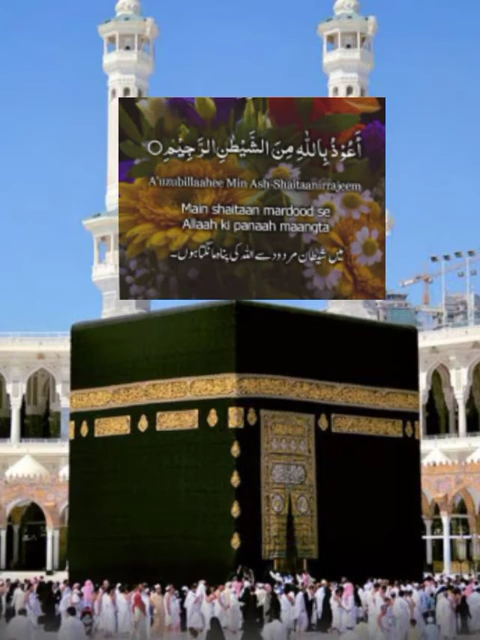 أَعُوْذُ بِاللّٰهِ مِنَ الشَّيْطٰنِ الرَّجِيْمِ ○
A'uzubillaahee Min Ash-Shaitaanirrajeem
Main shaitaan mardood se
Allaah ki panaah maangta
میں شیطان مردود سے اللہ کی پناہ مانگتا ہوں۔